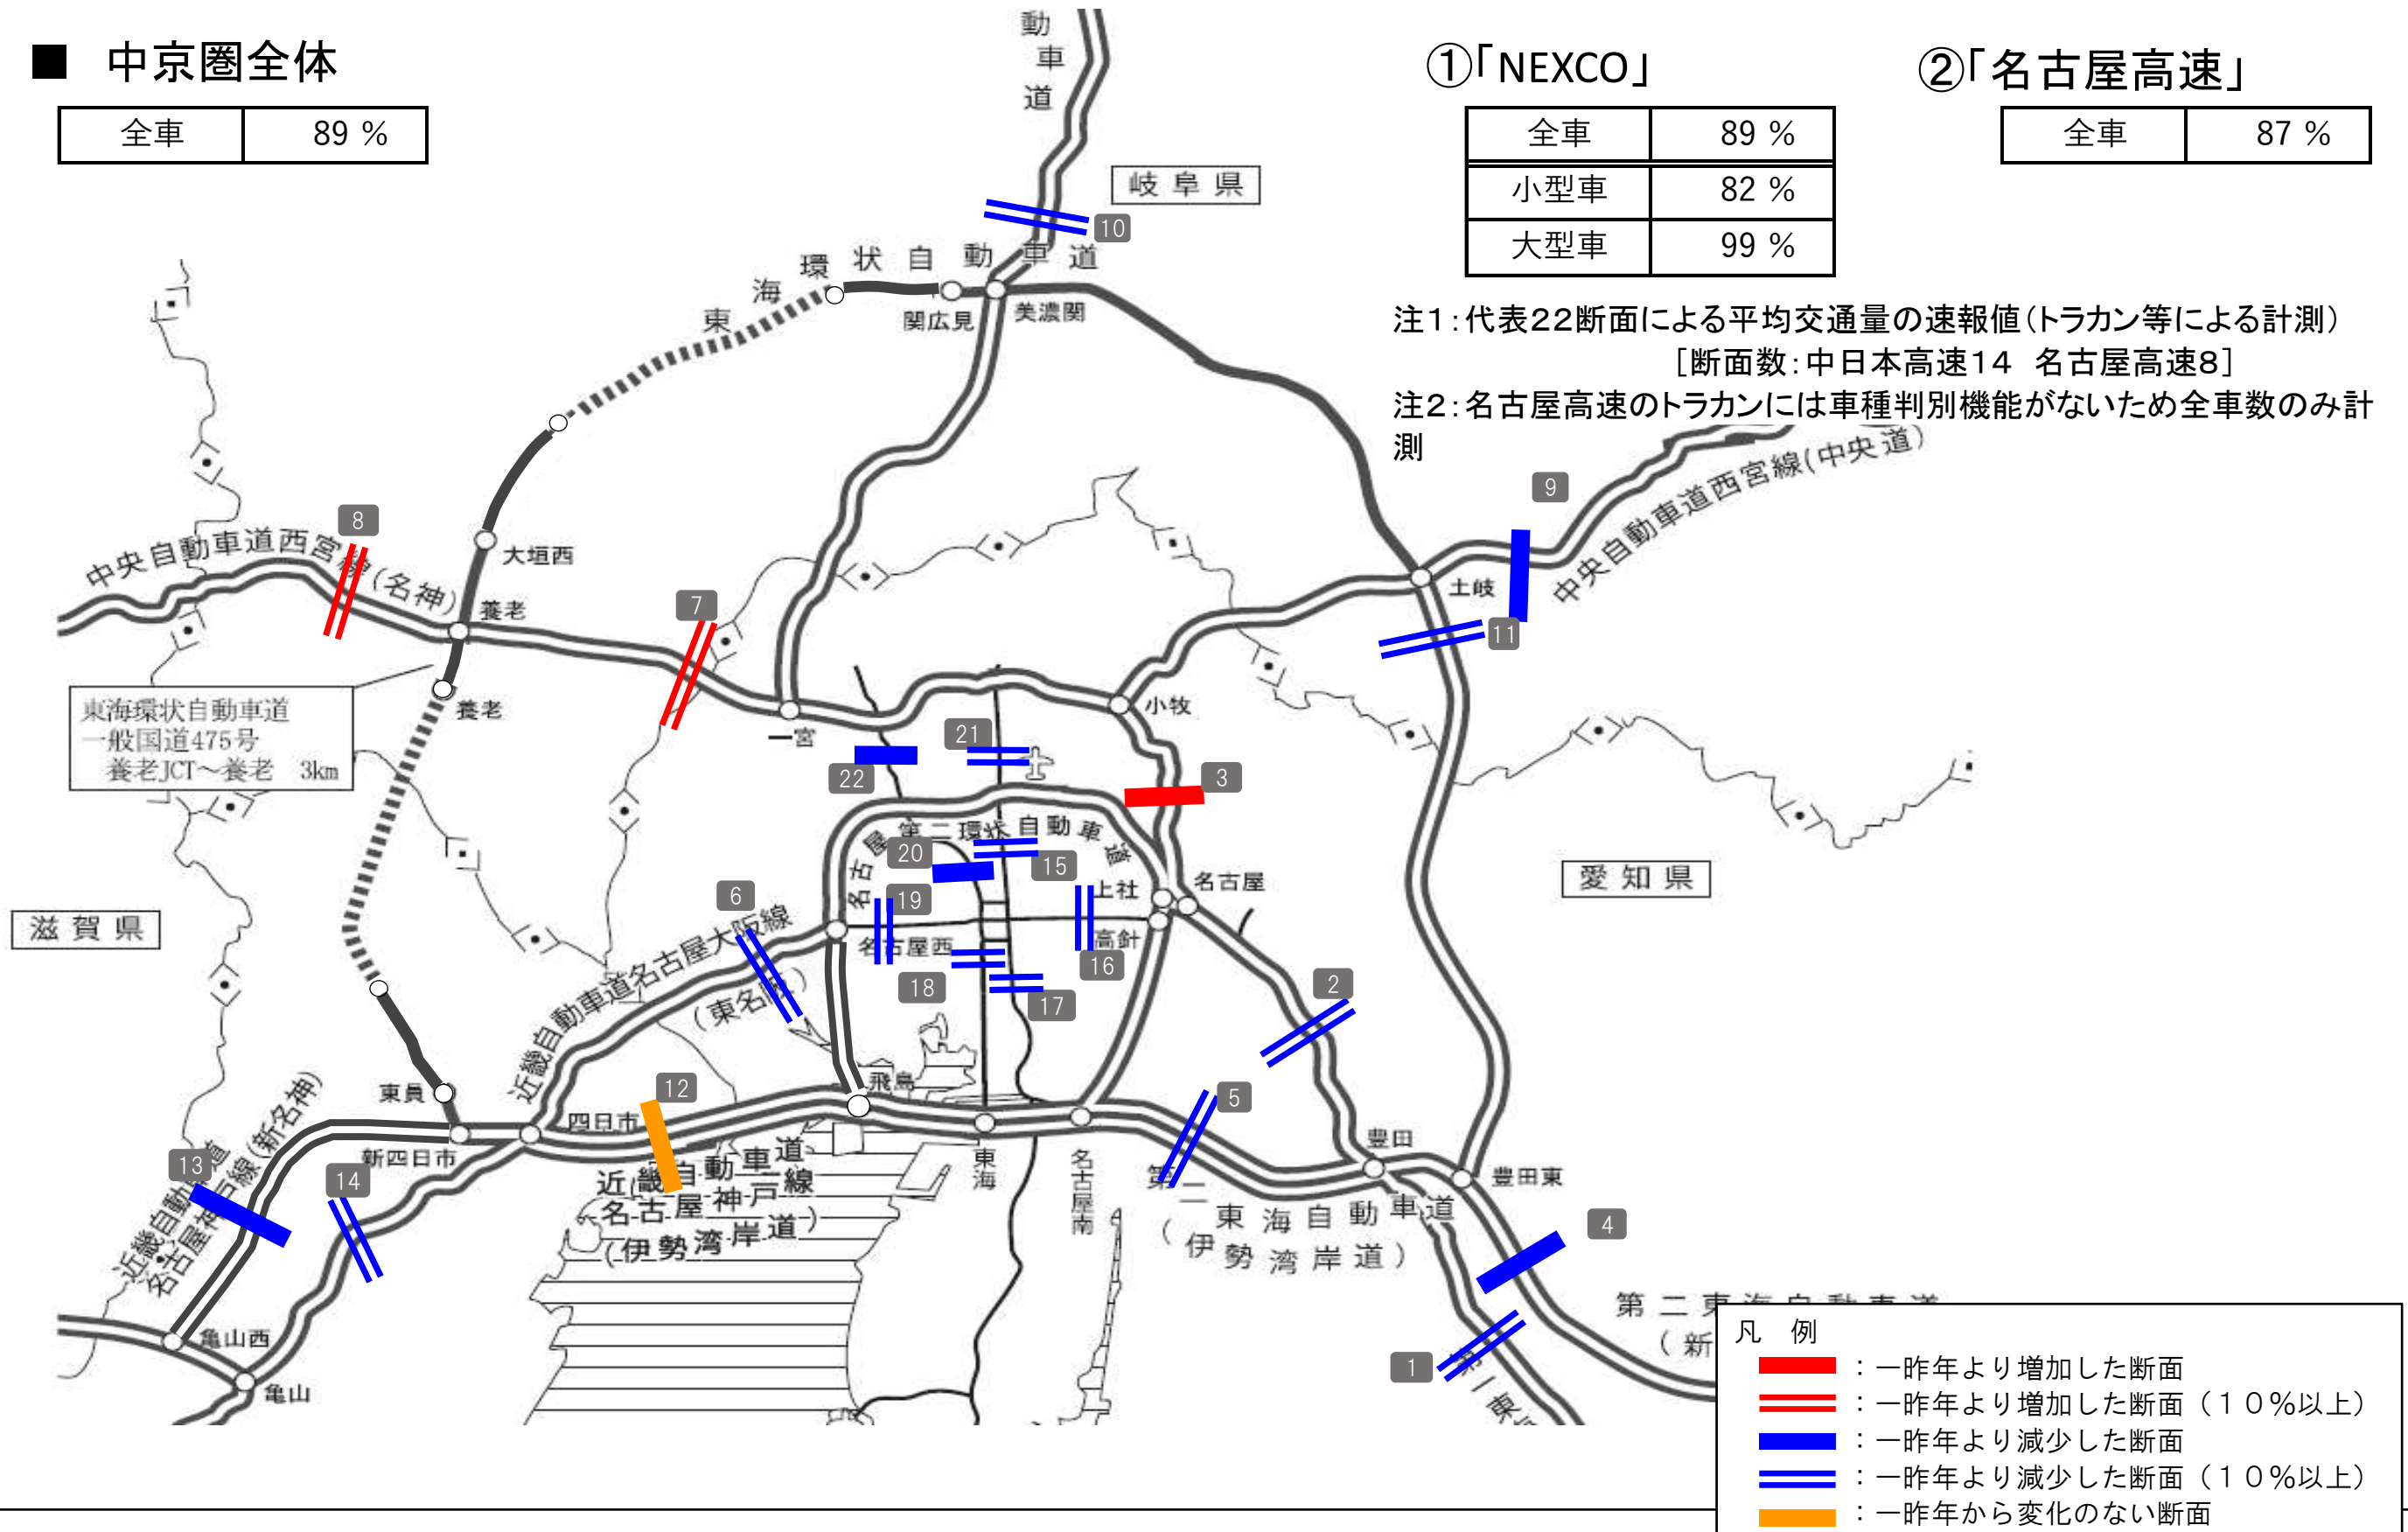 ■ 中京圏全体
全車 89 %
①「NEXCO」
全車 89 %
小型車 82 %
大型車 99 %
②「名古屋高速」
全車 87 %
注1：代表22断面による平均交通量の速報値（トラカン等による計測）
［断面数：中日本高速14 名古屋高速8］
注2：名古屋高速のトラカンには車種判別機能がないため全車数のみ計
測
動車道
岐阜県
10
東海環状自動車道
関広見
美濃関
9
中央自動車道西宮線(中央道)
8
中央自動車道西宮線(名神)
大垣西
養老
7
土岐
11
養老
東海環状自動車道
一般国道475号
養老JCT～養老 3km
一宮
小牧
21
22
3
名古屋第二環状自動車道
20
15
上社
名古屋
愛知県
6
19
滋賀県
近畿自動車道名古屋大阪線
(東名阪)
名古屋西
高針
16
18
17
2
飛島
東員
12
四日市
5
新四日市
豊田
13
14
近畿自動車道
名古屋神戸線(新名神)
近畿自動車道
名古屋神戸線
(伊勢湾岸道)
東海
名古屋南
豊田東
第二東海自動車道
(伊勢湾岸道)
4
亀山西
亀山
1
第一東
第二東海自動車道
(新
凡 例
：一昨年より増加した断面
：一昨年より増加した断面（１０％以上）
：一昨年より減少した断面
：一昨年より減少した断面（１０％以上）
：一昨年から変化のない断面